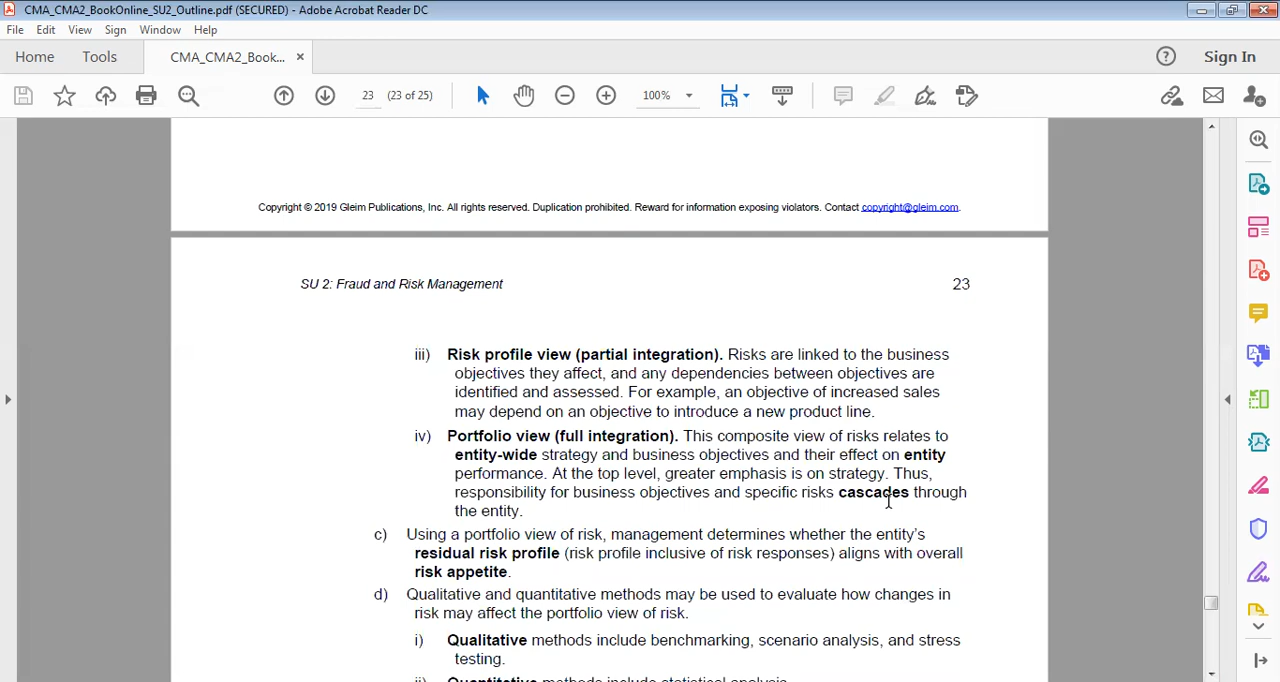 CMA_CMA2_BookOnline_SU2_Outline.pdf (SECURED) - Adobe Acrobat Reader DC
File Edit View Sign Window Help
Home Tools CMA_CMA2_Book... × Sign In
23 (23 of 25) 100%
Copyright © 2019 Gleim Publications, Inc. All rights reserved. Duplication prohibited. Reward for information exposing violators. Contact copyright@gleim.com.
SU 2: Fraud and Risk Management 23
iii) Risk profile view (partial integration). Risks are linked to the business
objectives they affect, and any dependencies between objectives are
identified and assessed. For example, an objective of increased sales
may depend on an objective to introduce a new product line.
iv) Portfolio view (full integration). This composite view of risks relates to
entity-wide strategy and business objectives and their effect on entity
performance. At the top level, greater emphasis is on strategy. Thus,
responsibility for business objectives and specific risks cascades through
the entity.
c) Using a portfolio view of risk, management determines whether the entity's
residual risk profile (risk profile inclusive of risk responses) aligns with overall
risk appetite.
d) Qualitative and quantitative methods may be used to evaluate how changes in
risk may affect the portfolio view of risk.
i) Qualitative methods include benchmarking, scenario analysis, and stress
testing.
ii) Quantitative methods include statistical analysis.